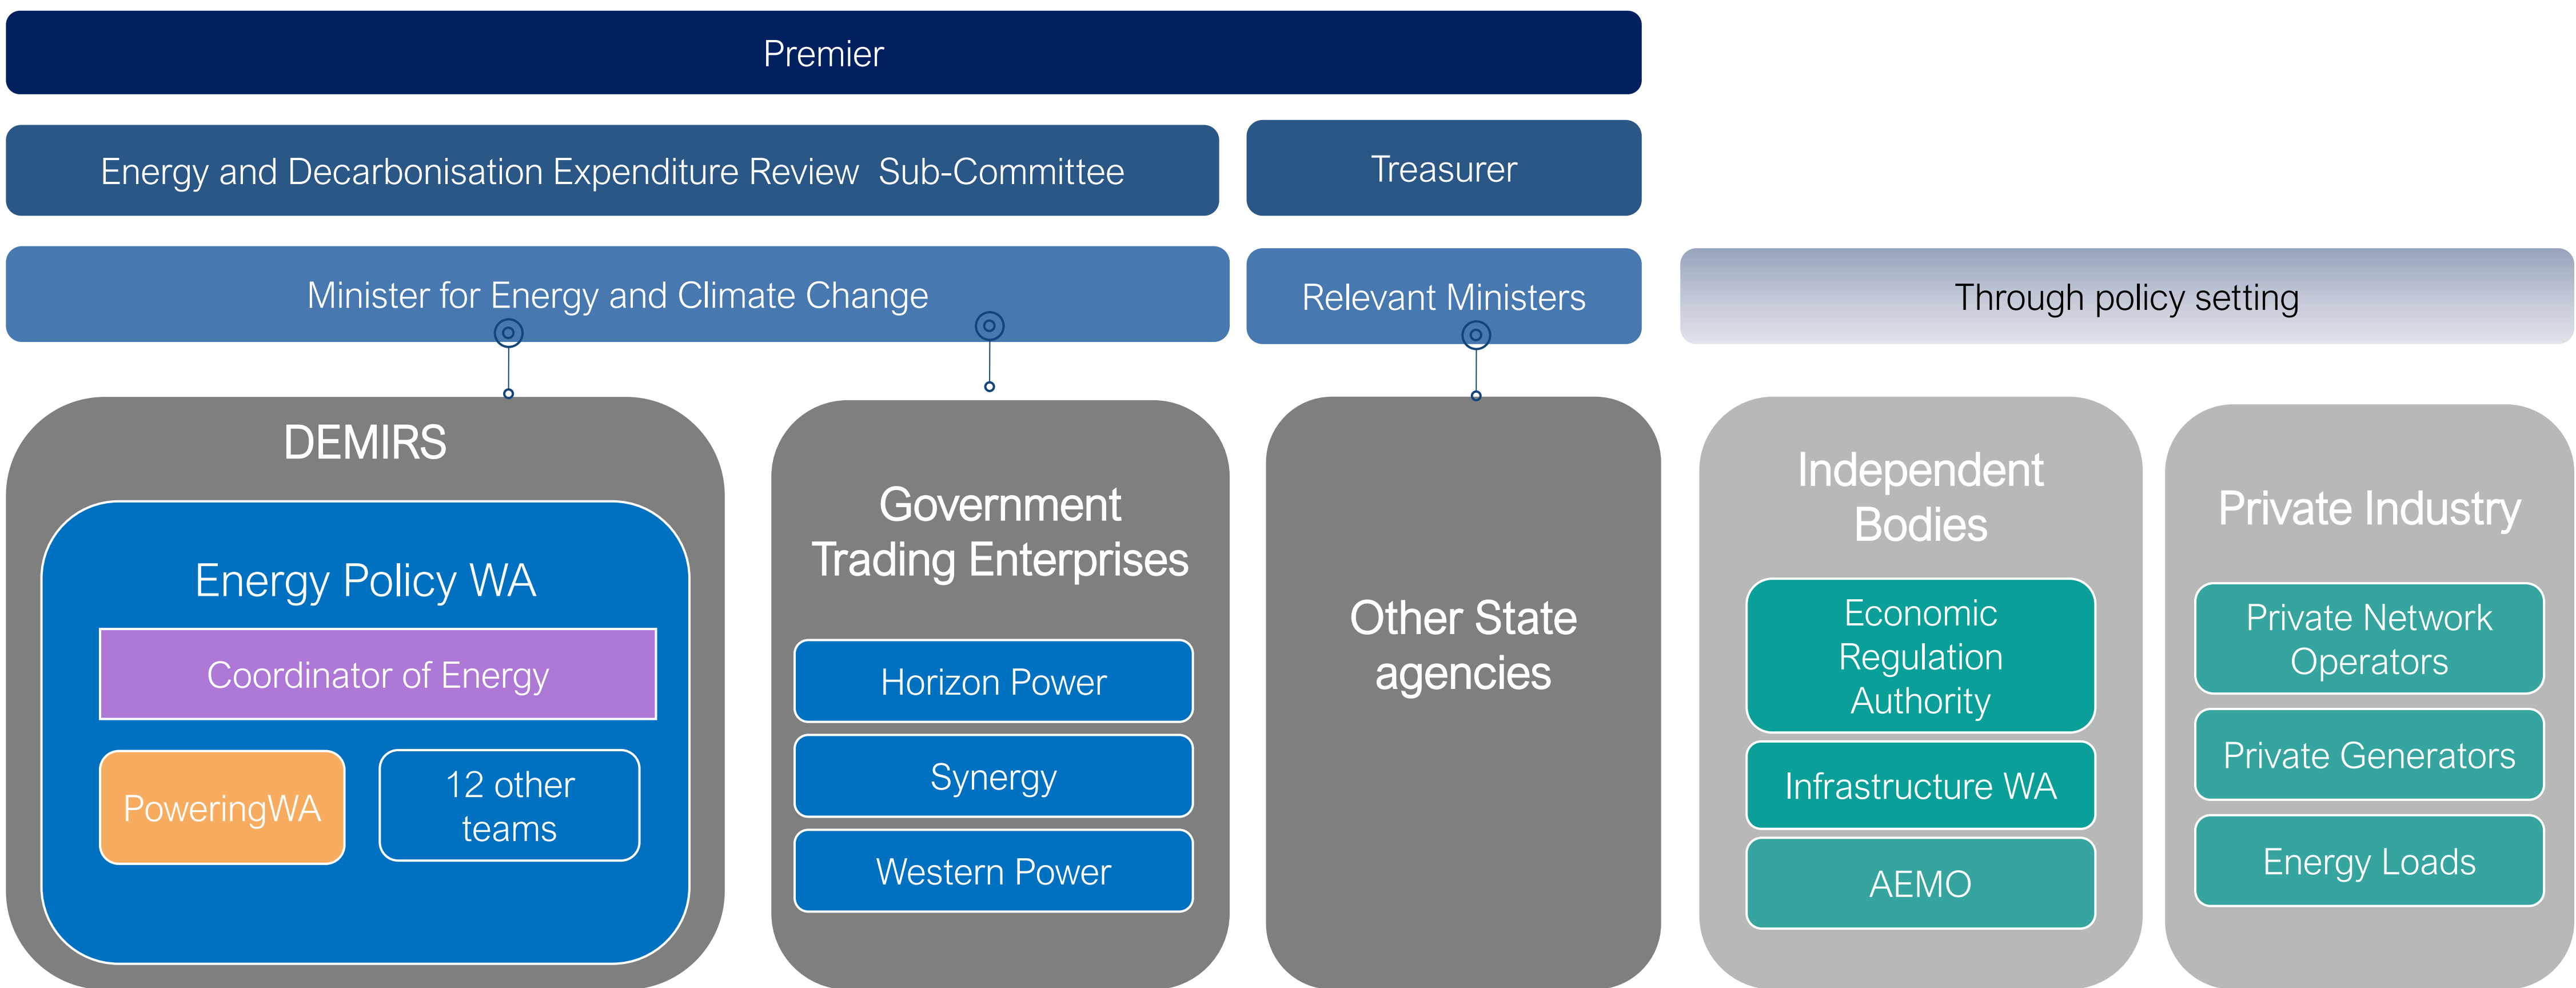 Premier
Energy and Decarbonisation Expenditure Review Sub-Committee
Treasurer
Minister for Energy and Climate Change
Relevant Ministers
Through policy setting
DEMIRS
Energy Policy WA
Coordinator of Energy
PoweringWA
12 other
teams
Government
Trading Enterprises
Horizon Power
Synergy
Western Power
Other State
agencies
Independent
Bodies
Economic
Regulation
Authority
Infrastructure WA
AEMO
Private Industry
Private Network
Operators
Private Generators
Energy Loads